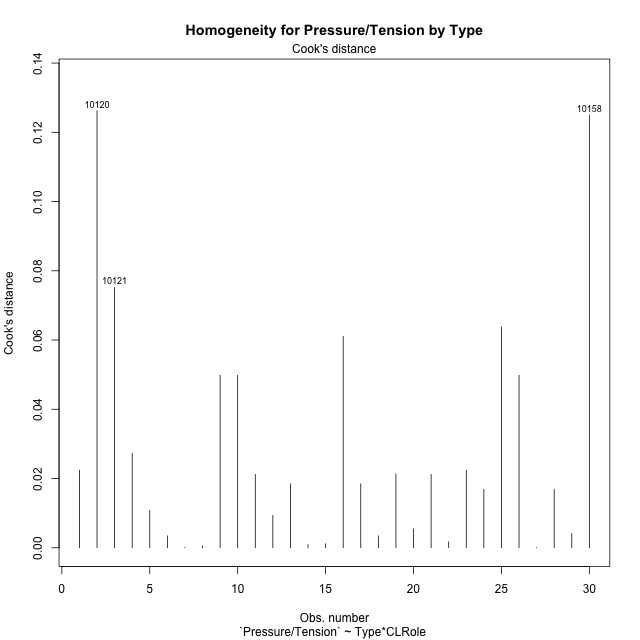 Homogeneity for Pressure/Tension by Type
Cook's distance
0.14
0.12
0.10
0.08
0.06
0.04
0.02
0.00
Cook's distance
10120
10158
10121
0 5 10 15 20 25 30
Obs. number
`Pressure/Tension` ~ Type*CLRole